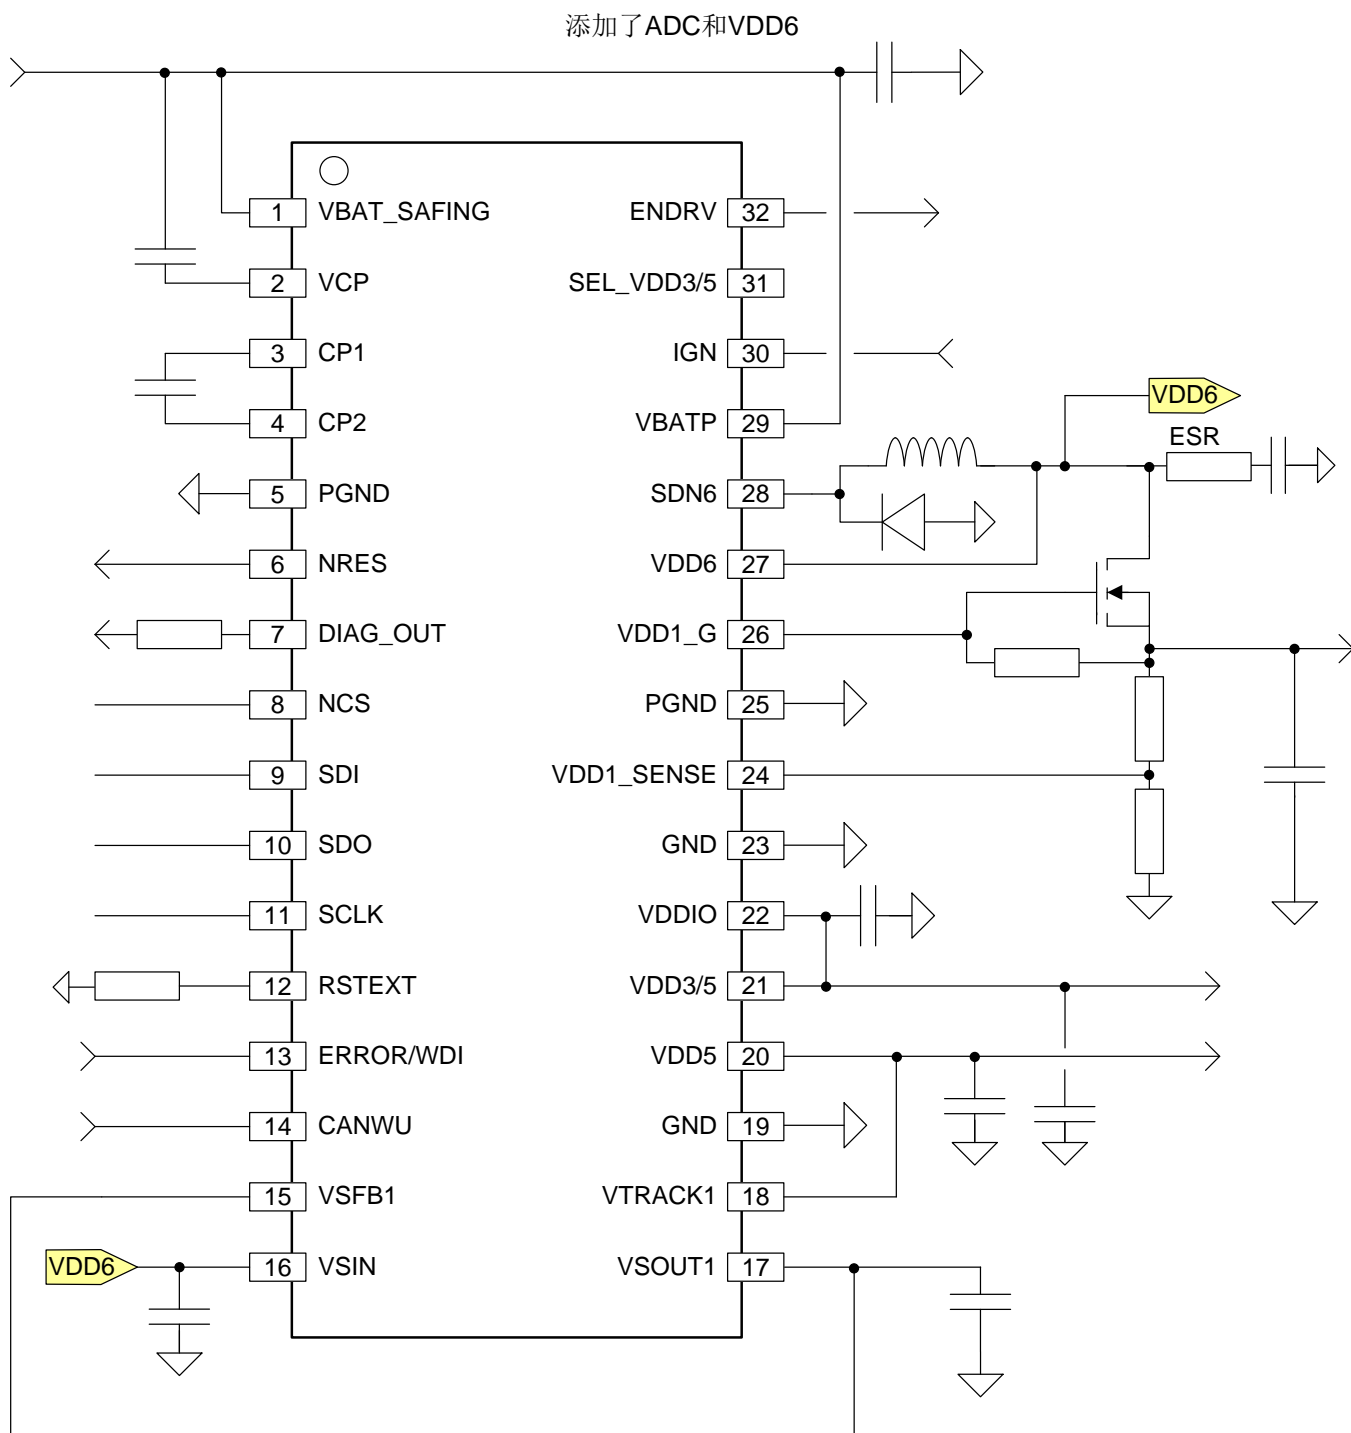 添加了ADC和VDD6
1 VBAT_SAFING ENDRV 32
2 VCP SEL_VDD3/5 31
3 CP1 IGN 30
4 CP2 VBATP 29
VDD6
ESR
5 PGND SDN6 28
6 NRES VDD6 27
7 DIAG_OUT VDD1_G 26
8 NCS PGND 25
9 SDI VDD1_SENSE 24
10 SDO GND 23
11 SCLK VDDIO 22
12 RSTEXT VDD3/5 21
13 ERROR/WDI VDD5 20
14 CANWU GND 19
15 VSFB1 VTRACK1 18
VDD6 16 VSIN VSOUT1 17